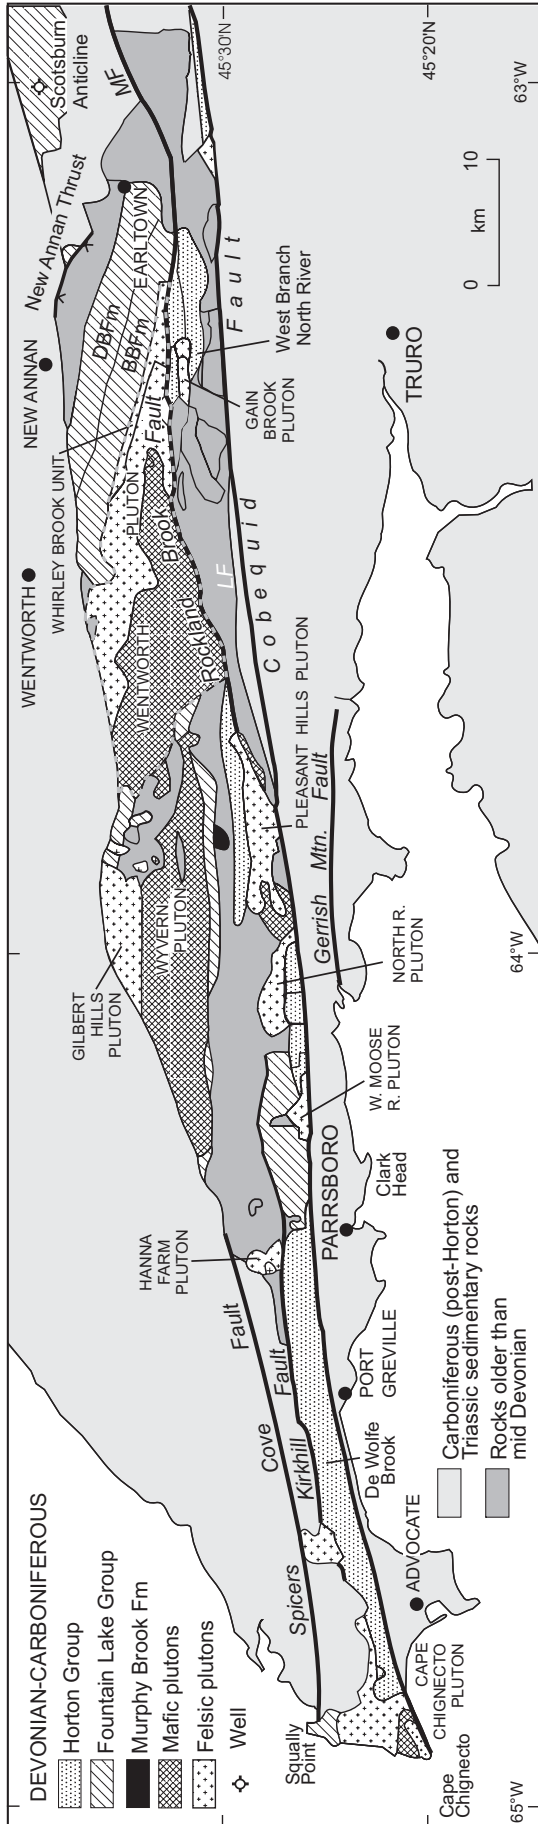 DEVONIAN-CARBONIFEROUS
Horton Group
Fountain Lake Group
Murphy Brook Fm
Mafic plutons
Felsic plutons
Well
Squally
Point
Cape
Chignecto
CAPE
CHIGNECTO
PLUTON
ADVOCATE
Spicers
Cove
Fault
Kirkhill
Fault
De Wolfe
Brook
PORT
GREVILLE
HANNA
FARM
PLUTON
PARRSBORO
Clark
Head
W. MOOSE
R. PLUTON
NORTH R.
PLUTON
GILBERT
HILLS
PLUTON
WYVERN
PLUTON
Gerrish Mtn. Fault
PLEASANT HILLS PLUTON
WENTWORTH
WENTWORTH
PLUTON
WHIRLEY BROOK UNIT
Rockland
Brook
Fault
LF
Cobequid
Fault
NEW ANNAN
New Annan Thrust
DBFm
BBFm
EARLTOWN
GAIN
BROOK
PLUTON
West Branch
North River
TRURO
MF
Scotsburn
Anticline
Carboniferous (post-Horton) and
Triassic sedimentary rocks
Rocks older than
mid Devonian
0
10
km
45°30'N
45°20'N
65°W
64°W
63°W